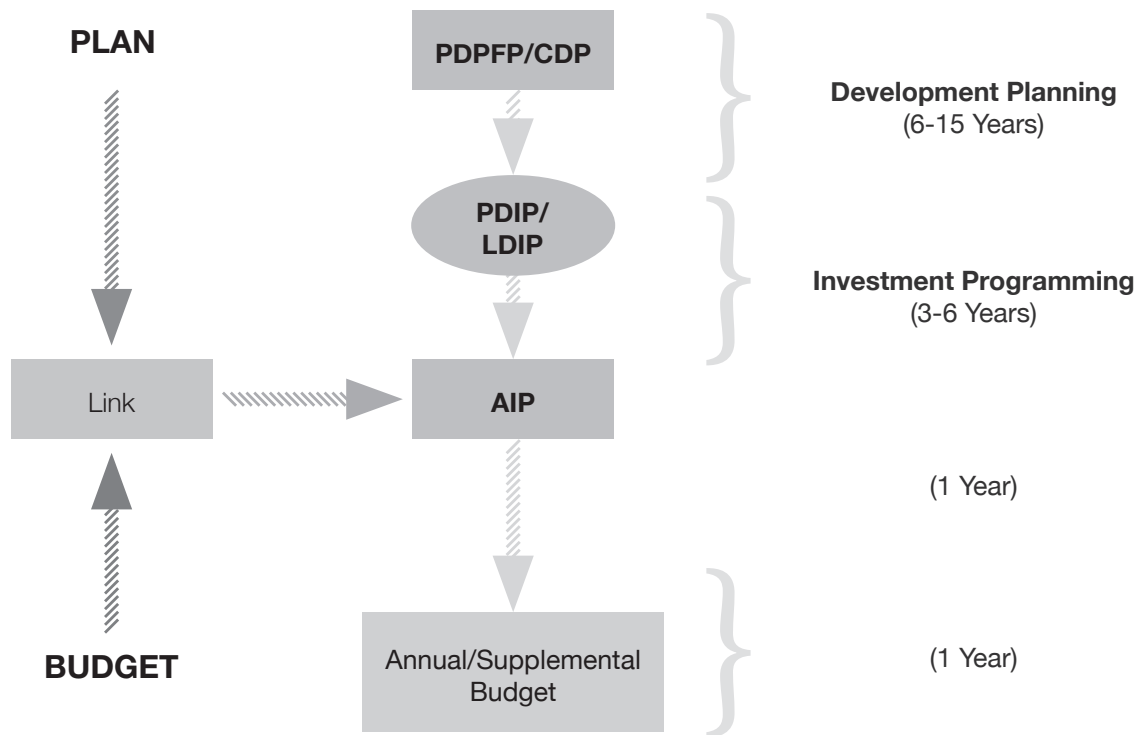 PLAN
PDPFP/CDP
Development Planning
(6-15 Years)
PDIP/
LDIP
Investment Programming
(3-6 Years)
Link
AIP
(1 Year)
BUDGET
Annual/Supplemental
Budget
(1 Year)